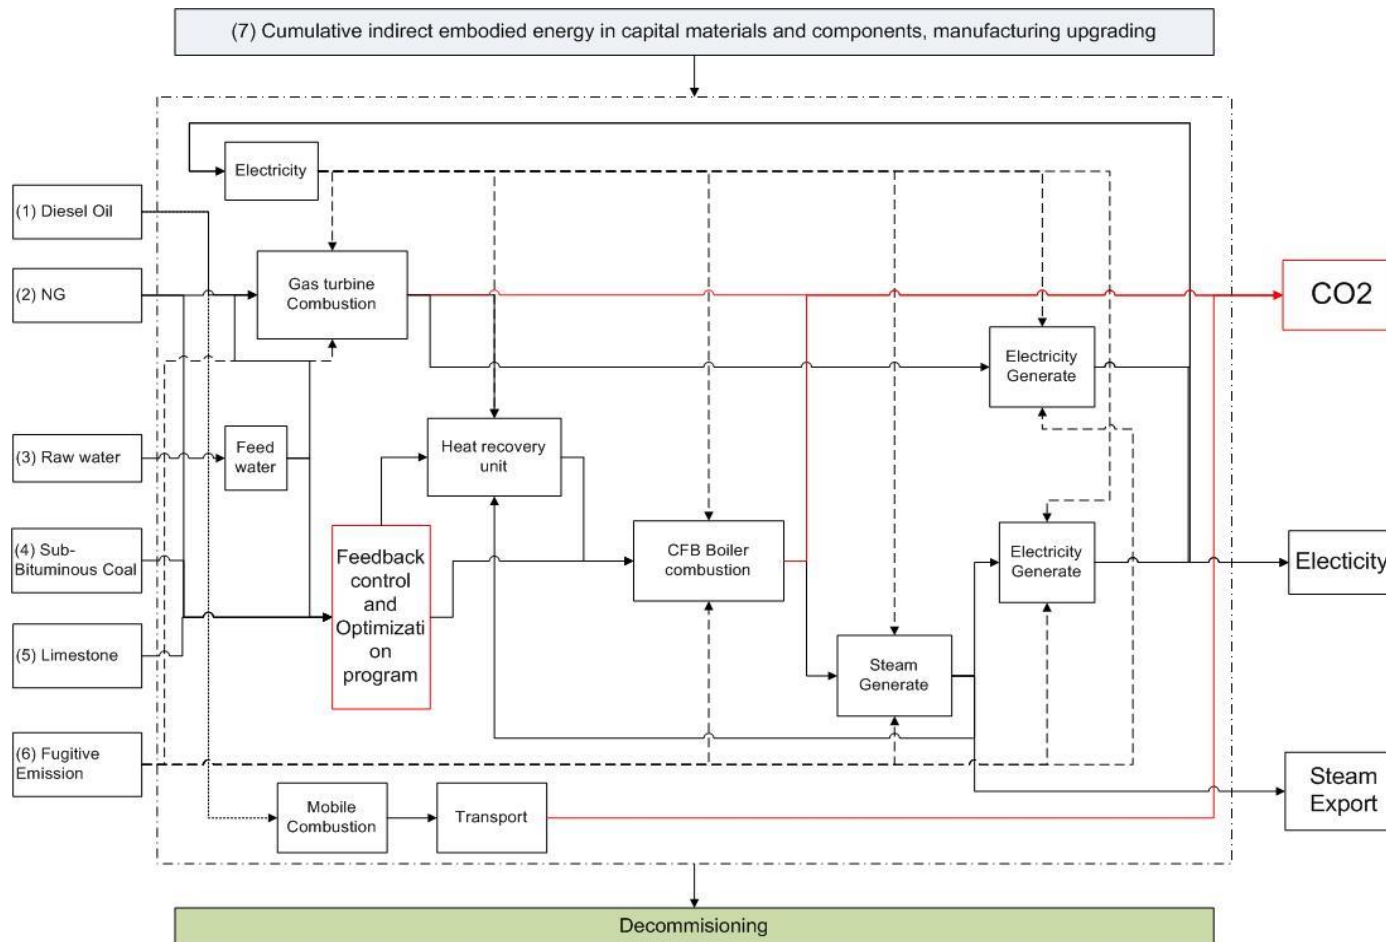 (7) Cumulative indirect embodied energy in capital materials and components, manufacturing upgrading
Electricity
(1) Diesel Oil
(2) NG
Gas turbine
Combustion
CO2
Electricity
Generate
(3) Raw water
Feed
water
Heat recovery
unit
(4) Sub-
Bituminous Coal
Feedback
control
and
Optimizati
on
program
CFB Boiler
combustion
Electricity
Generate
Electicity
(5) Limestone
Steam
Generate
(6) Fugitive
Emission
Mobile
Combustion
Transport
Steam
Export
Decommisioning